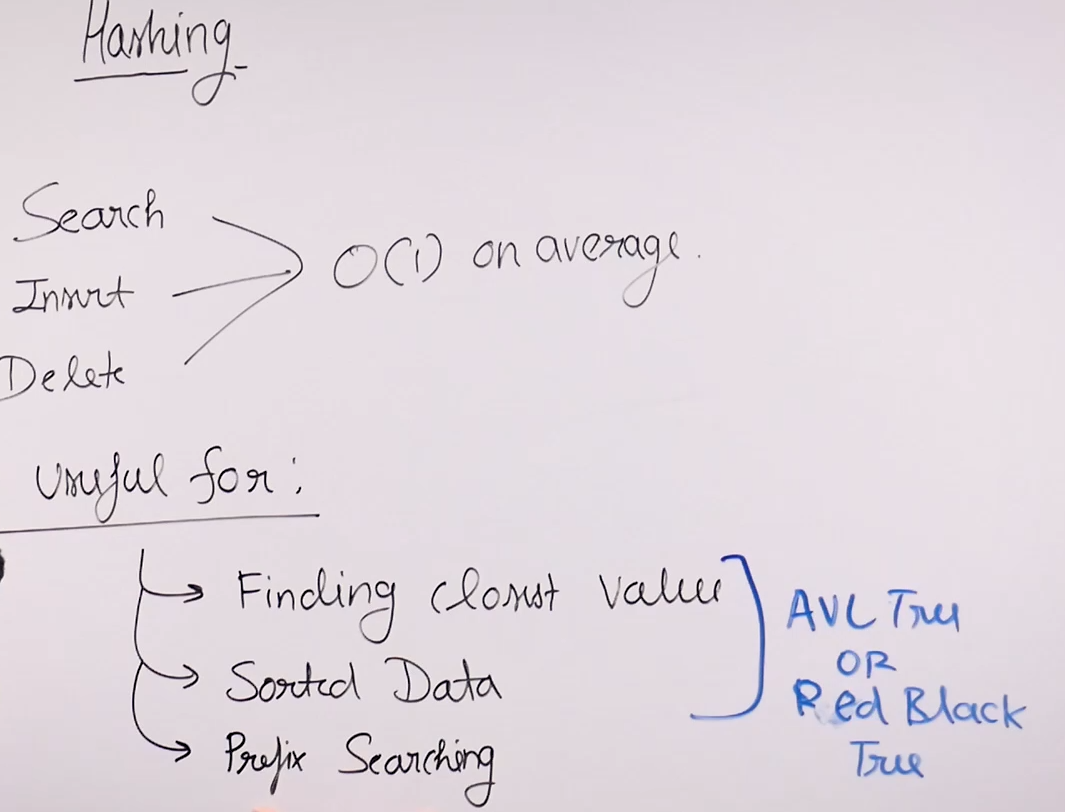 Hashing
Search
Insert
Delete
O(1) on average.
Useful for:
Finding closest value
Sorted Data
Prefix Searching
AVL Tree
OR
Red Black
Tree